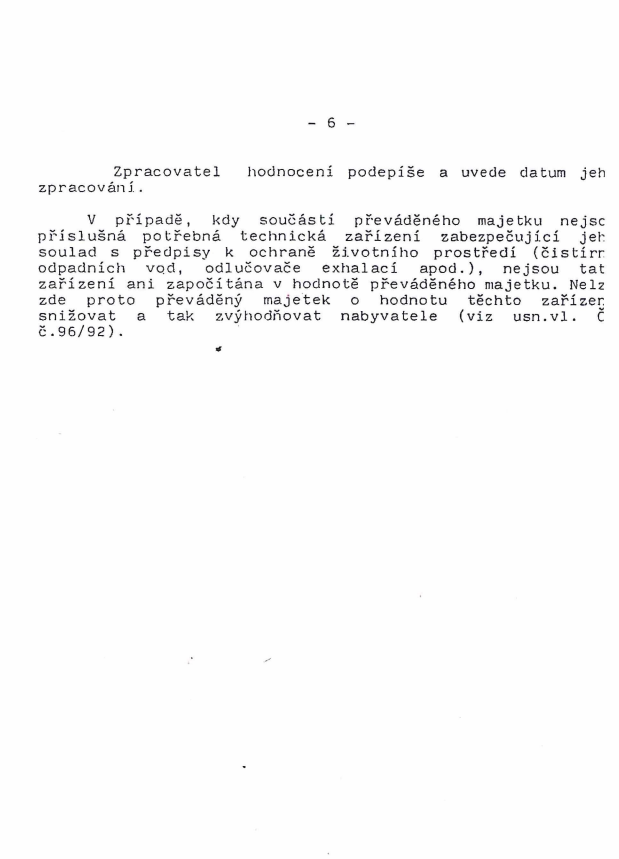 - 6 -
Zpracovatel hodnocení podepíše a uvede datum jeh
zpracování.
V případě, kdy součástí převáděného majetku nejso
příslušná potřebná technická zařízení zabezpečující jeh
soulad s předpisy k ochraně životního prostředí (čistírn
odpadních vod, odlučovače exhalací apod.), nejsou tat
zařízení ani započítána v hodnotě převáděného majetku. Nelz
zde proto převáděný majetek o hodnotu těchto zařízen
snižovat a tak zvýhodňovat nabyvatele (viz usn.vl. Č
č.96/92).